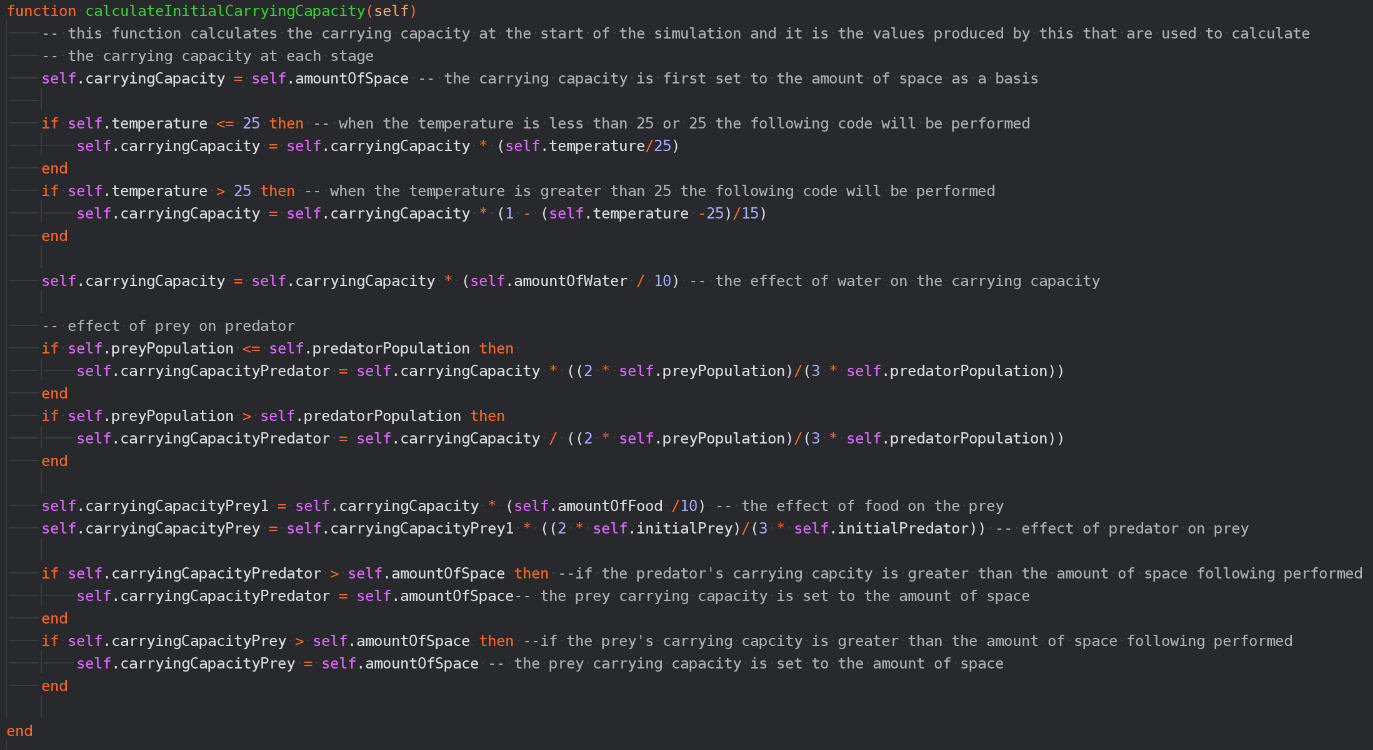 function calculateInitialCarryingCapacity(self)
-- this function calculates the carrying capacity at the start of the simulation and it is the values produced by this that are used to calculate
-- the carrying capacity at each stage
self.carryingCapacity = self.amountOfSpace -- the carrying capacity is first set to the amount of space as a basis
if self.temperature <= 25 then -- when the temperature is less than 25 or 25 the following code will be performed
self.carryingCapacity = self.carryingCapacity * (self.temperature/25)
end
if self.temperature > 25 then -- when the temperature is greater than 25 the following code will be performed
self.carryingCapacity = self.carryingCapacity * (1 - (self.temperature -25)/15)
end
self.carryingCapacity = self.carryingCapacity * (self.amountOfWater / 10) -- the effect of water on the carrying capacity
-- effect of prey on predator
if self.preyPopulation <= self.predatorPopulation then
self.carryingCapacityPredator = self.carryingCapacity * ((2 * self.preyPopulation)/(3 * self.predatorPopulation))
end
if self.preyPopulation > self.predatorPopulation then
self.carryingCapacityPredator = self.carryingCapacity / ((2 * self.preyPopulation)/(3 * self.predatorPopulation))
end
self.carryingCapacityPrey1 = self.carryingCapacity * (self.amountOfFood /10) -- the effect of food on the prey
self.carryingCapacityPrey = self.carryingCapacityPrey1 * ((2 * self.initialPrey)/(3 * self.initialPredator)) -- effect of predator on prey
if self.carryingCapacityPredator > self.amountOfSpace then --if the predator's carrying capcity is greater than the amount of space following performed
self.carryingCapacityPredator = self.amountOfSpace-- the prey carrying capacity is set to the amount of space
end
if self.carryingCapacityPrey > self.amountOfSpace then --if the prey's carrying capcity is greater than the amount of space following performed
self.carryingCapacityPrey = self.amountOfSpace -- the prey carrying capacity is set to the amount of space
end
end